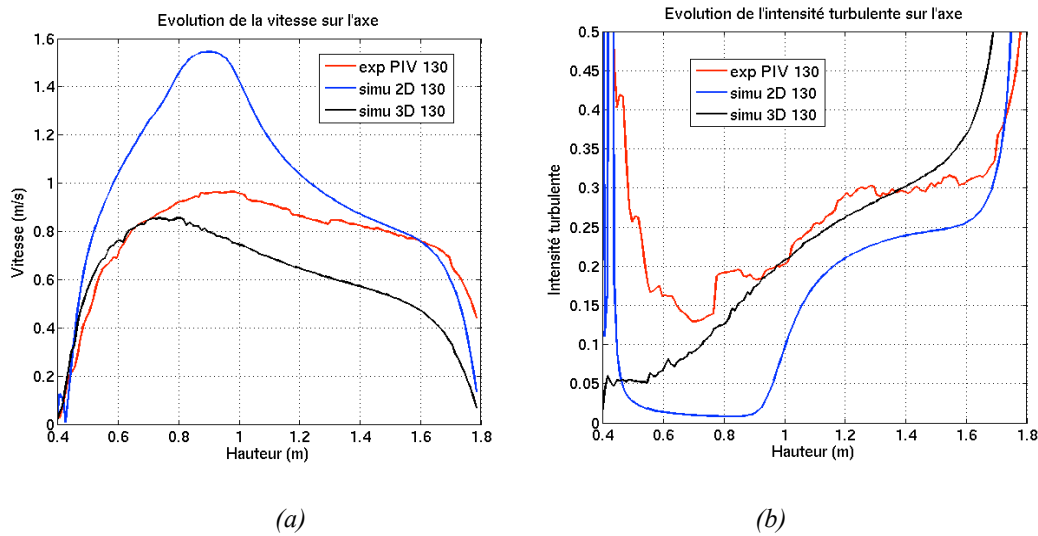 Evolution de la vitesse sur l'axe
1.6
1.4
1.2
1
0.8
0.6
0.4
0.2
0
Vitesse (m/s)
exp PIV 130
simu 2D 130
simu 3D 130
0.4 0.6 0.8 1 1.2 1.4 1.6 1.8
Hauteur (m)
(a)
Evolution de l'intensité turbulente sur l'axe
0.5
0.45
0.4
0.35
0.3
0.25
0.2
0.15
0.1
0.05
0
Intensité turbulente
exp PIV 130
simu 2D 130
simu 3D 130
0.4 0.6 0.8 1 1.2 1.4 1.6 1.8
Hauteur (m)
(b)